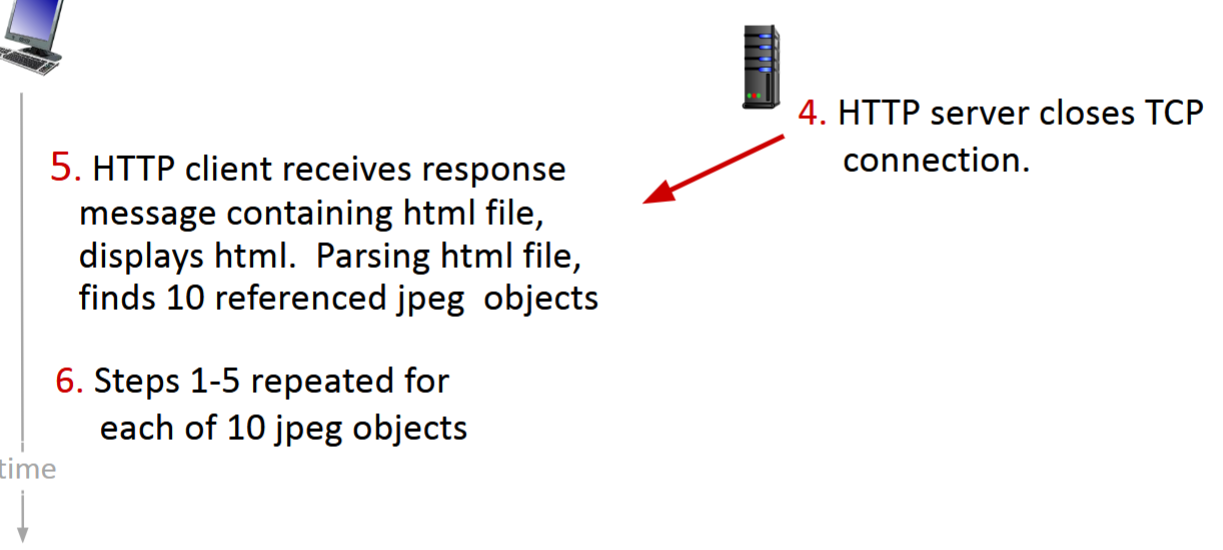 4. HTTP server closes TCP
connection.
5. HTTP client receives response
message containing html file,
displays html.  Parsing html file,
finds 10 referenced jpeg  objects
6. Steps 1-5 repeated for
each of 10 jpeg objects
time